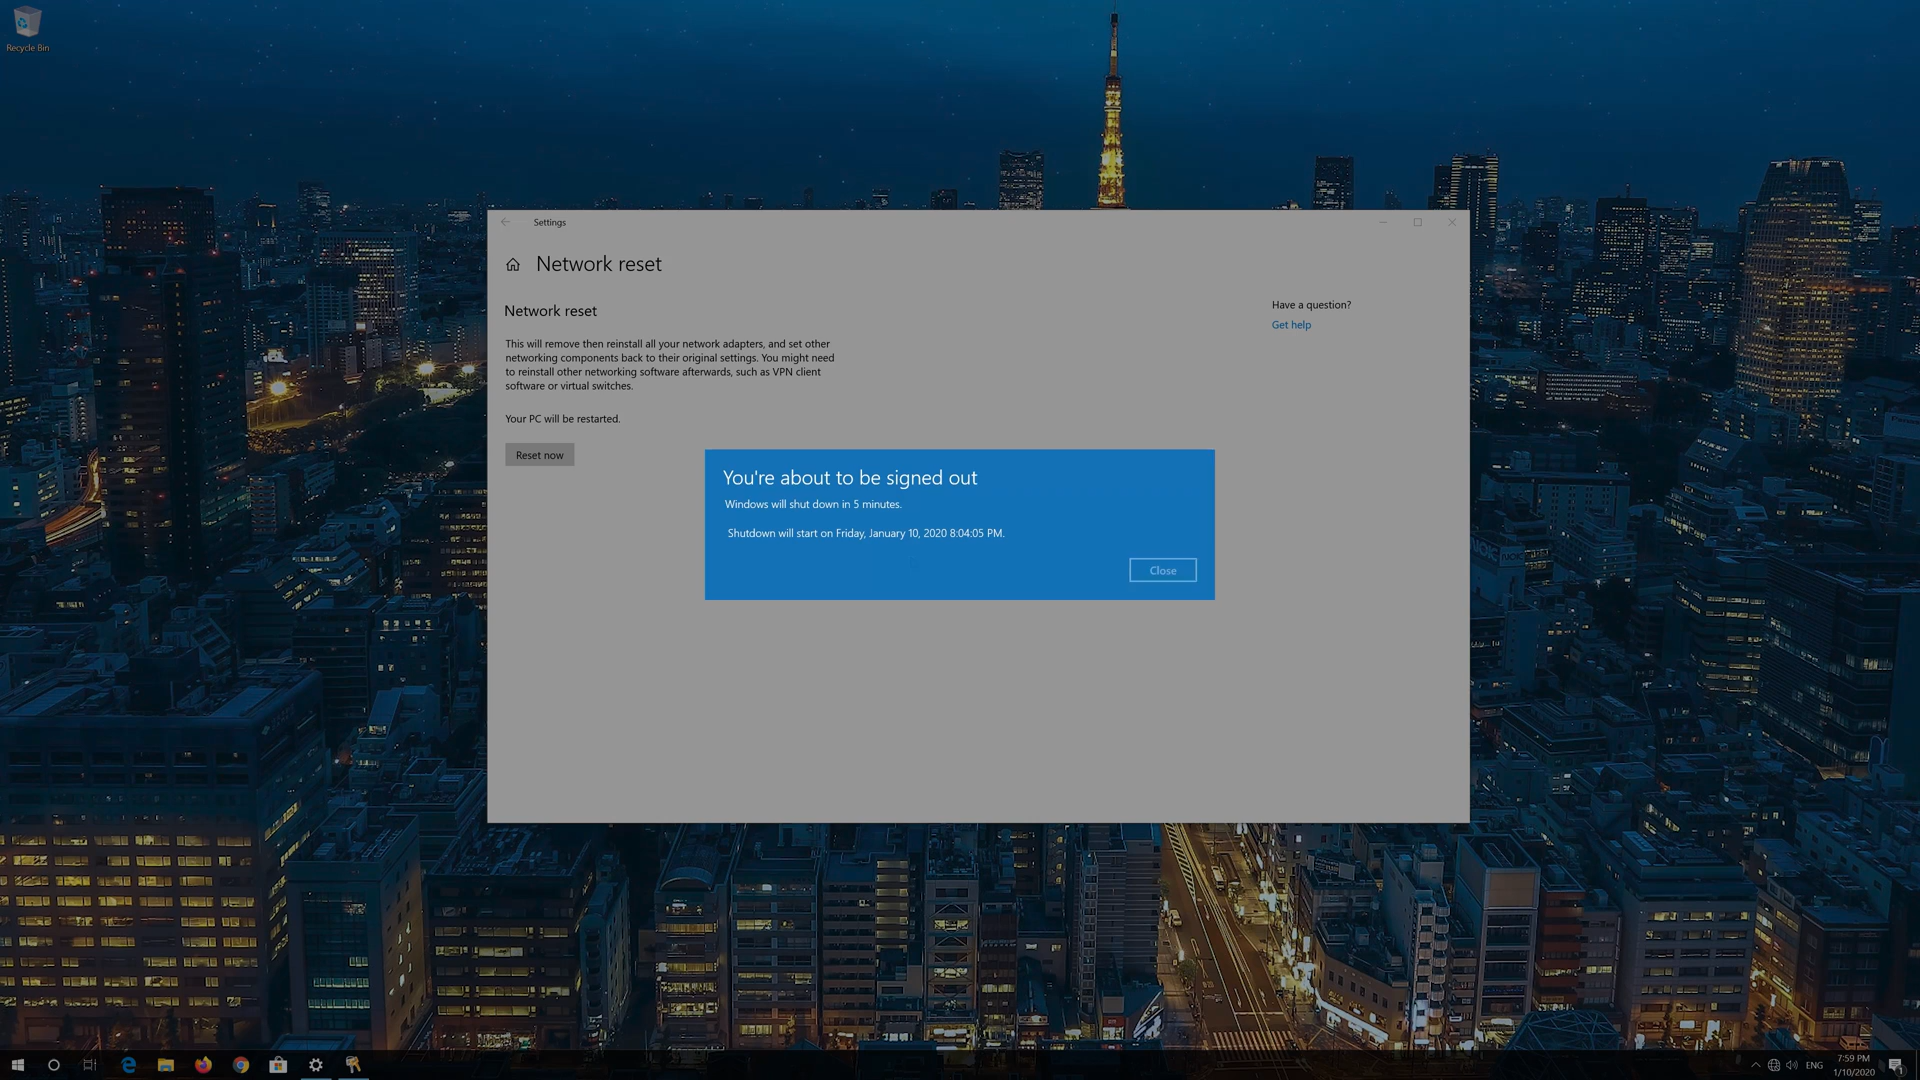 Recycle Bin
Settings
Network reset
Network reset
This will remove then reinstall all your network adapters, and set other
networking components back to their original settings. You might need
to reinstall other networking software afterwards, such as VPN client
software or virtual switches.
Your PC will be restarted.
Reset now
Have a question?
Get help
You're about to be signed out
Windows will shut down in 5 minutes.
Shutdown will start on Friday, January 10, 2020 8:04:05 PM.
Close
ENG
7:59 PM
1/10/2020
1